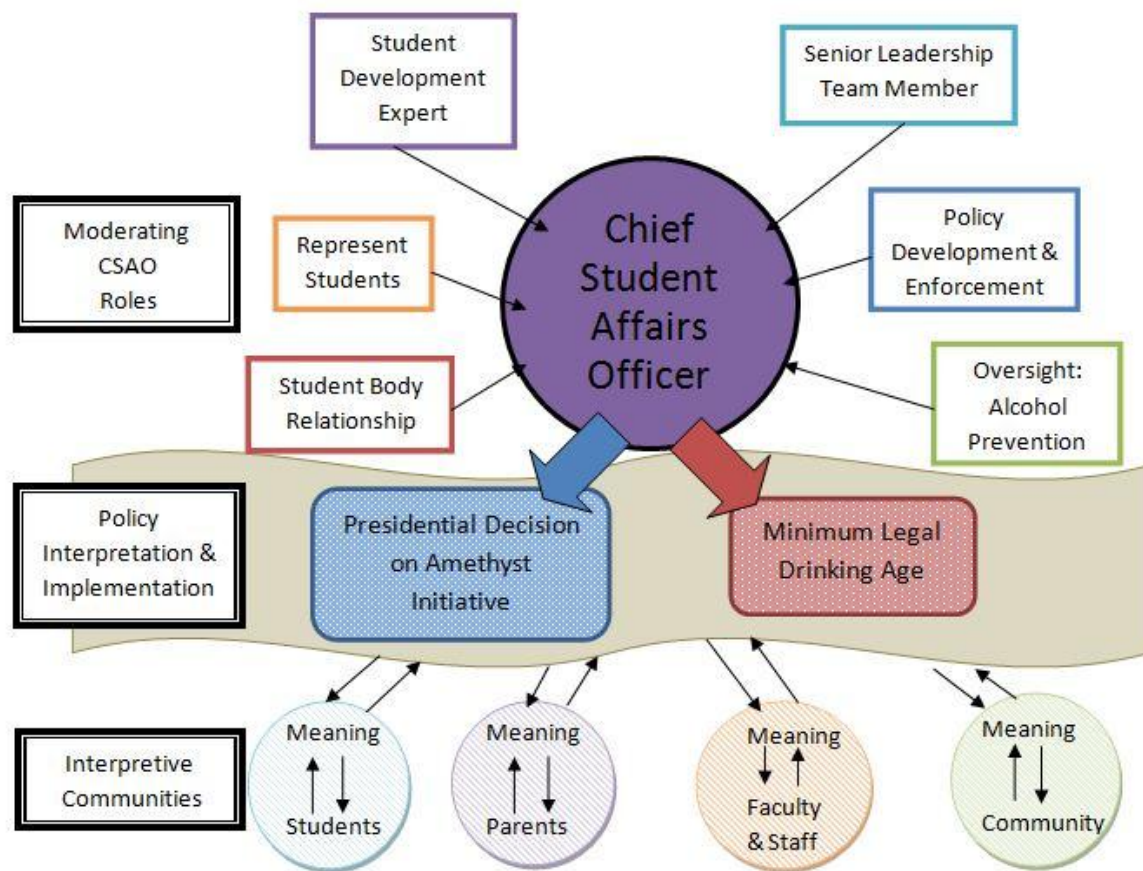 Student
Development
Expert
Senior Leadership
Team Member
Moderating
CSAO
Roles
Represent
Students
Chief
Student
Affairs
Officer
Policy
Development &
Enforcement
Student Body
Relationship
Oversight:
Alcohol
Prevention
Policy
Interpretation &
Implementation
Presidential Decision
on Amethyst
Initiative
Minimum Legal
Drinking Age
Interpretive
Communities
Meaning
Students
Meaning
Parents
Meaning
Faculty
& Staff
Meaning
Community